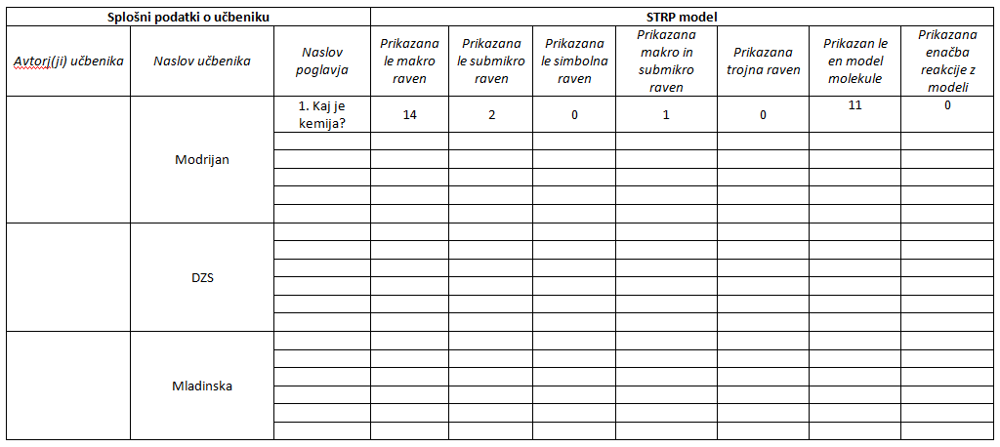 Splošni podatki o učbeniku
STRP model
Avtorj(ji) učbenika
Naslov učbenika
Naslov
poglavja
Prikazana
le makro
raven
Prikazana
le submikro
raven
Prikazana
le simbolna
raven
Prikazana
makro in
submikro
raven
Prikazana
trojna raven
Prikazan le
en model
molekule
Prikazana
enačba
reakcije z
modeli
Modrijan
1. Kaj je
kemija?
14
2
0
1
0
11
0
DZS
Mladinska